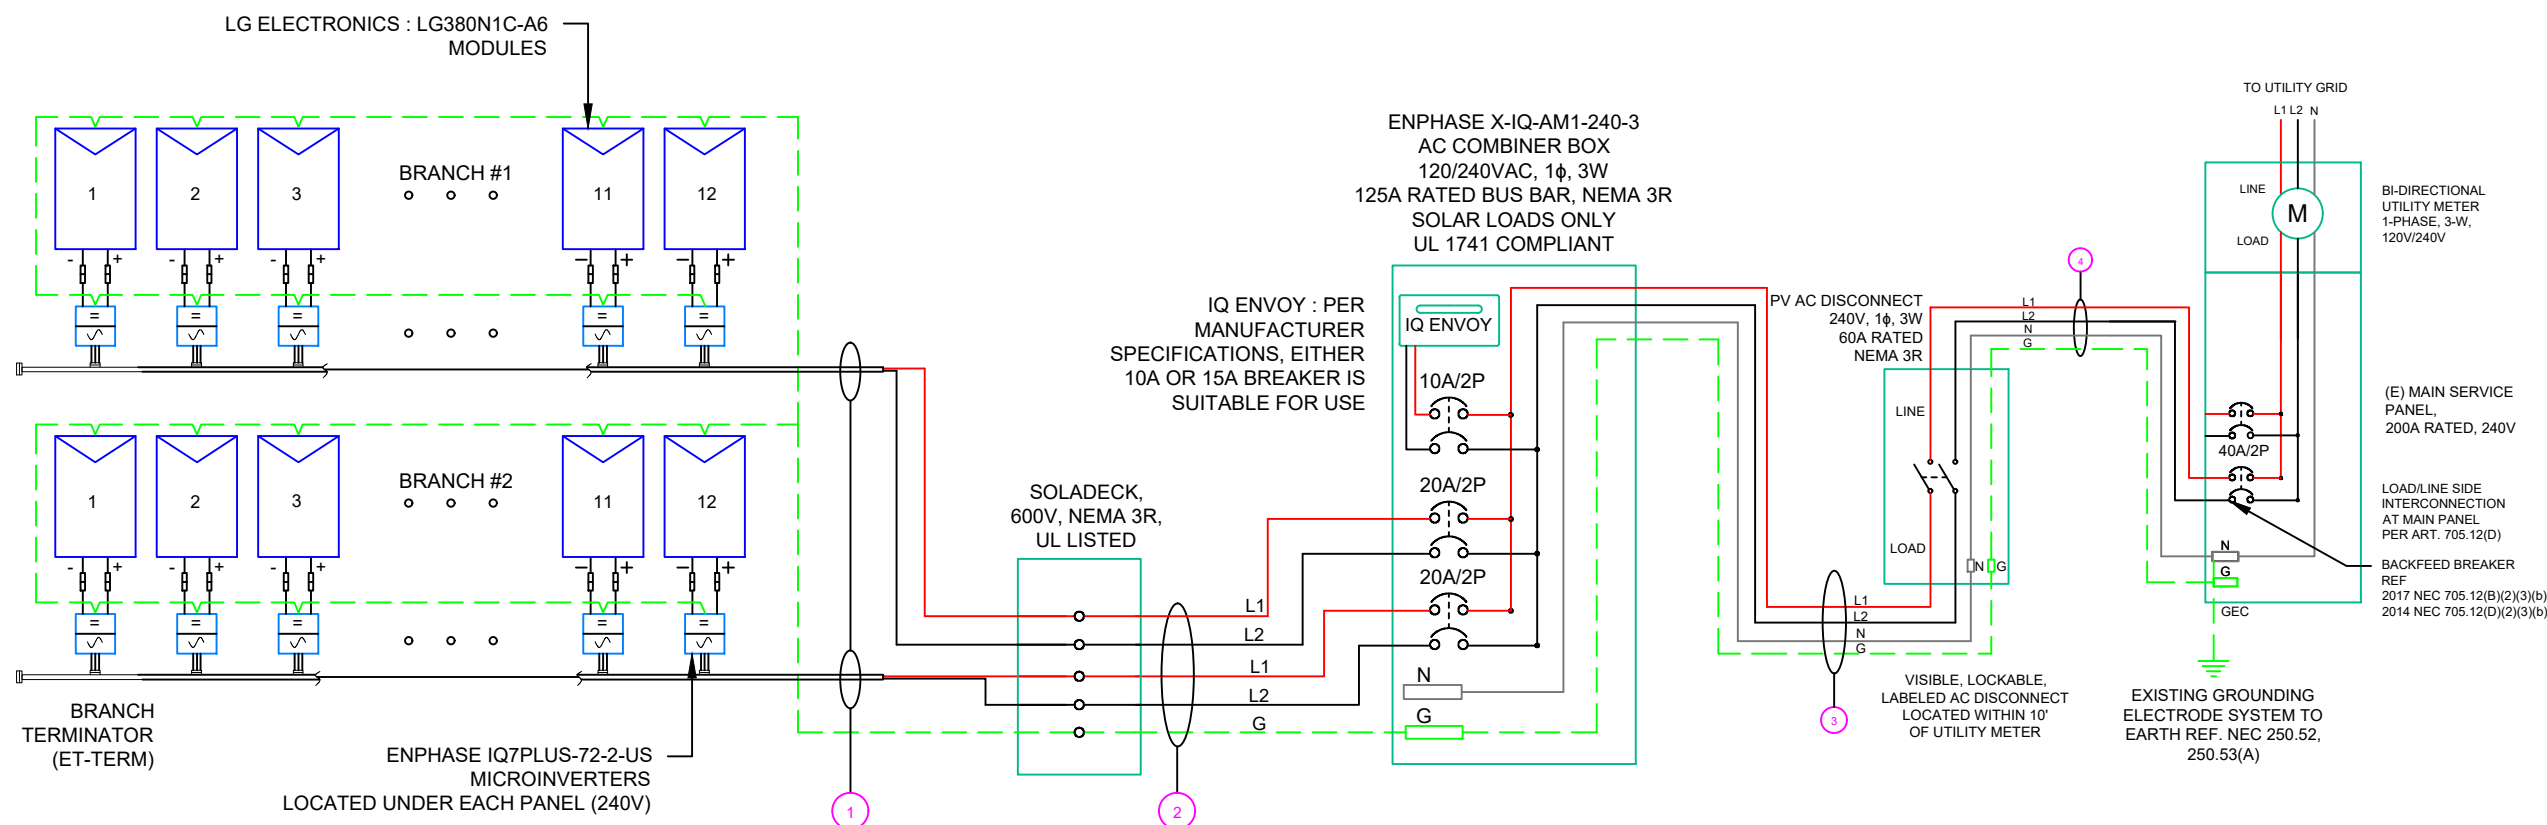 LG ELECTRONICS : LG380N1C-A6
MODULES
1
2
3
BRANCH #1
11
12
- +
- +
- +
- +
- +
BRANCH #2
1
2
3
11
12
- +
- +
- +
- +
- +
BRANCH
TERMINATOR
(ET-TERM)
ENPHASE IQ7PLUS-72-2-US
MICROINVERTERS
LOCATED UNDER EACH PANEL (240V)
1
SOLADECK,
600V, NEMA 3R,
UL LISTED
L1
L2
L1
L2
G
2
ENPHASE X-IQ-AM1-240-3
AC COMBINER BOX
120/240VAC, 1ϕ, 3W
125A RATED BUS BAR, NEMA 3R
SOLAR LOADS ONLY
UL 1741 COMPLIANT
IQ ENVOY : PER
MANUFACTURER
SPECIFICATIONS, EITHER
10A OR 15A BREAKER IS
SUITABLE FOR USE
IQ ENVOY
10A/2P
20A/2P
20A/2P
N
G
PV AC DISCONNECT
240V, 1ϕ, 3W
60A RATED
NEMA 3R
LINE
LOAD
N G
L1
L2
N
G
3
VISIBLE, LOCKABLE,
LABELED AC DISCONNECT
LOCATED WITHIN 10'
OF UTILITY METER
L1
L2
N
G
4
TO UTILITY GRID
L1 L2 N
LINE
M
LOAD
BI-DIRECTIONAL
UTILITY METER
1-PHASE, 3-W,
120V/240V
(E) MAIN SERVICE
PANEL,
200A RATED, 240V
40A/2P
LOAD/LINE SIDE
INTERCONNECTION
AT MAIN PANEL
PER ART. 705.12(D)
N
G
GEC
BACKFEED BREAKER
REF
2017 NEC 705.12(B)(2)(3)(b)
2014 NEC 705.12(D)(2)(3)(b)
EXISTING GROUNDING
ELECTRODE SYSTEM TO
EARTH REF. NEC 250.52,
250.53(A)